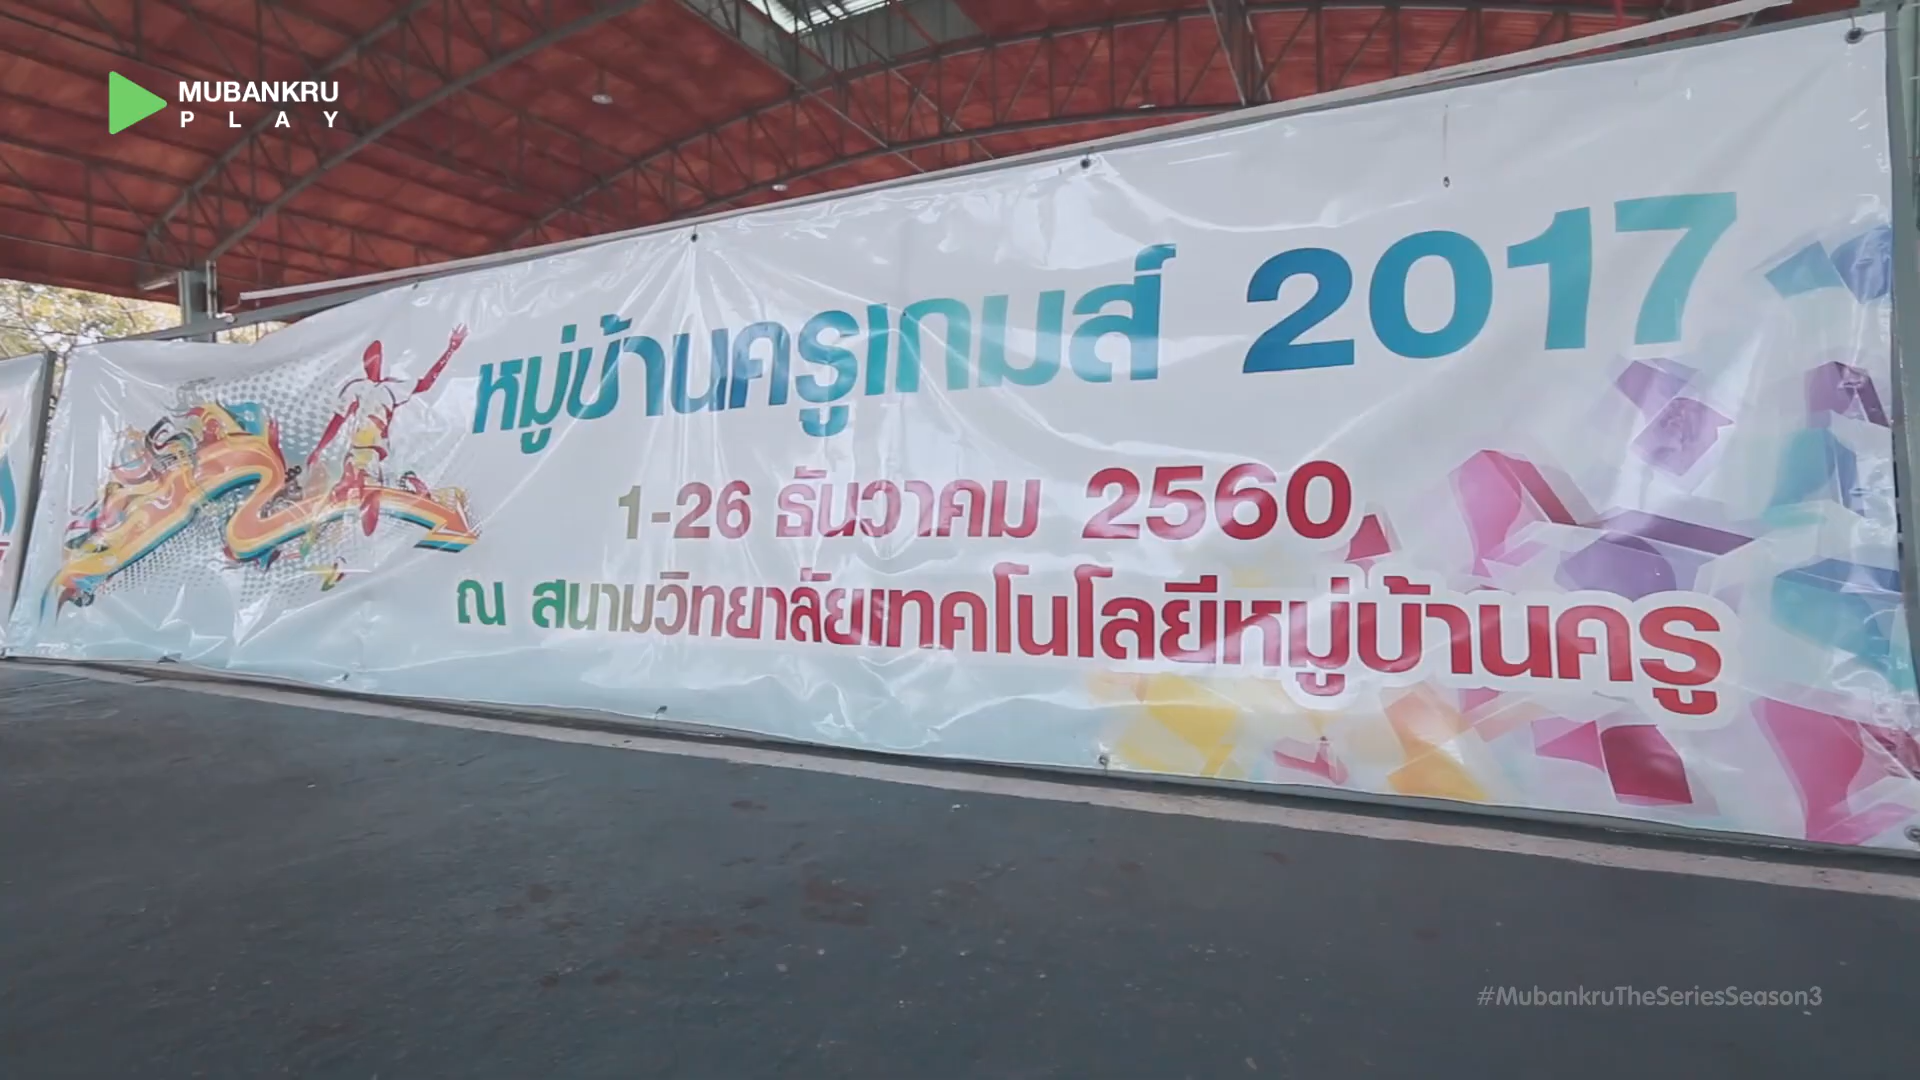 MUBANKRU
PLAY
หมู่บ้านครูเกมส์ 2017
1-26 ธันวาคม 2560
ณ สนามวิทยาลัยเทคโนโลยีหมู่บ้านครู
#MubankruTheSeriesSeason3